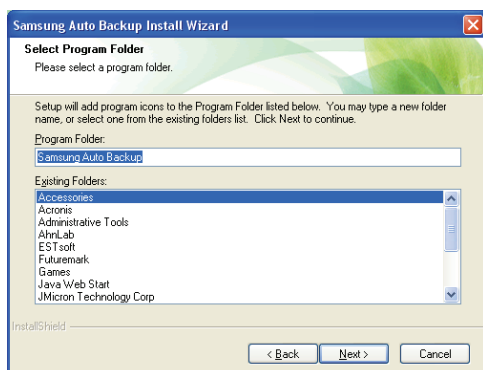 Samsung Auto Backup Install Wizard
Select Program Folder
Please select a program folder.
Setup will add program icons to the Program Folder listed below. You may type a new folder
name, or select one from the existing folders list. Click Next to continue.
Program Folder:
Samsung Auto Backup
Existing Folders:
Accessories
Acronis
Administrative Tools
AhnLab
ESTsoft
Futuremark
Games
Java Web Start
JMicron Technology Corp
InstallShield
< Back
Next >
Cancel